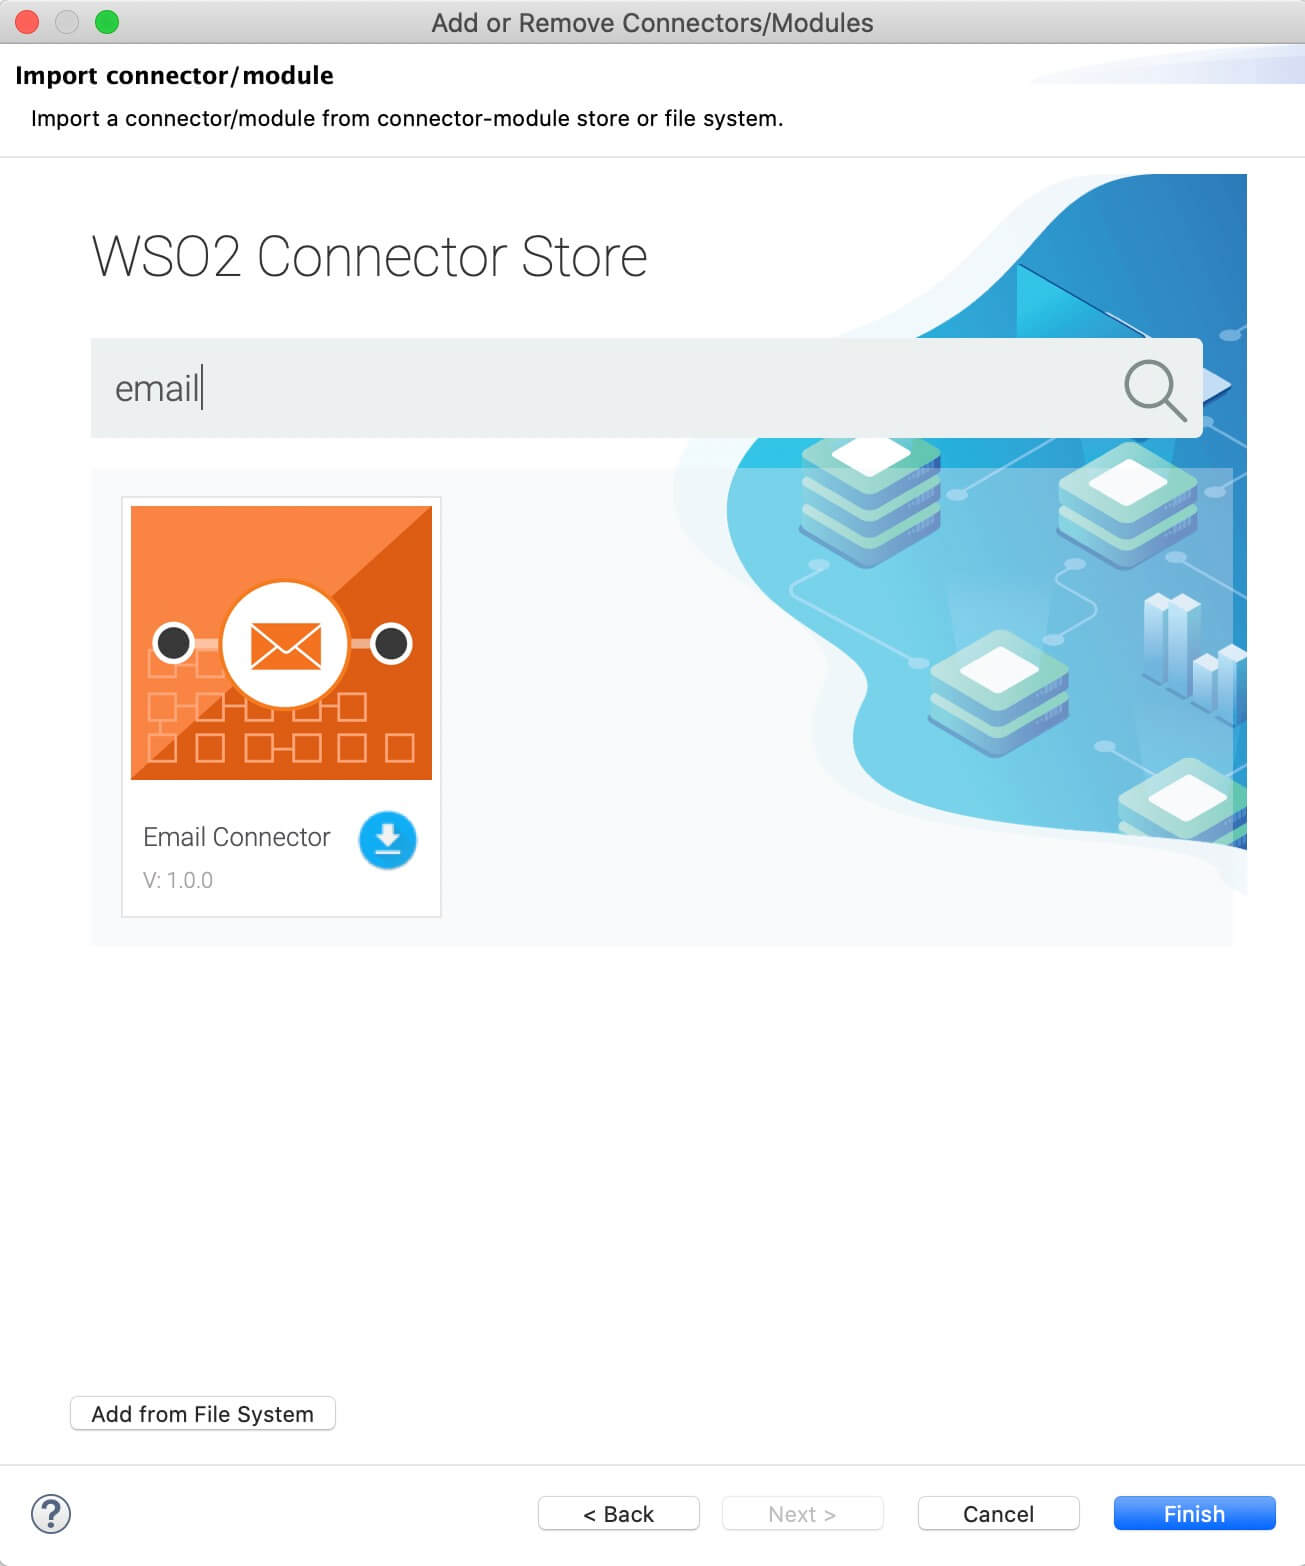 Add or Remove Connectors/Modules
Import connector/module
Import a connector/module from connector-module store or file system.
WSO2 Connector Store
email
Email Connector
V: 1.0.0
Add from File System
?
< Back
Next >
Cancel
Finish